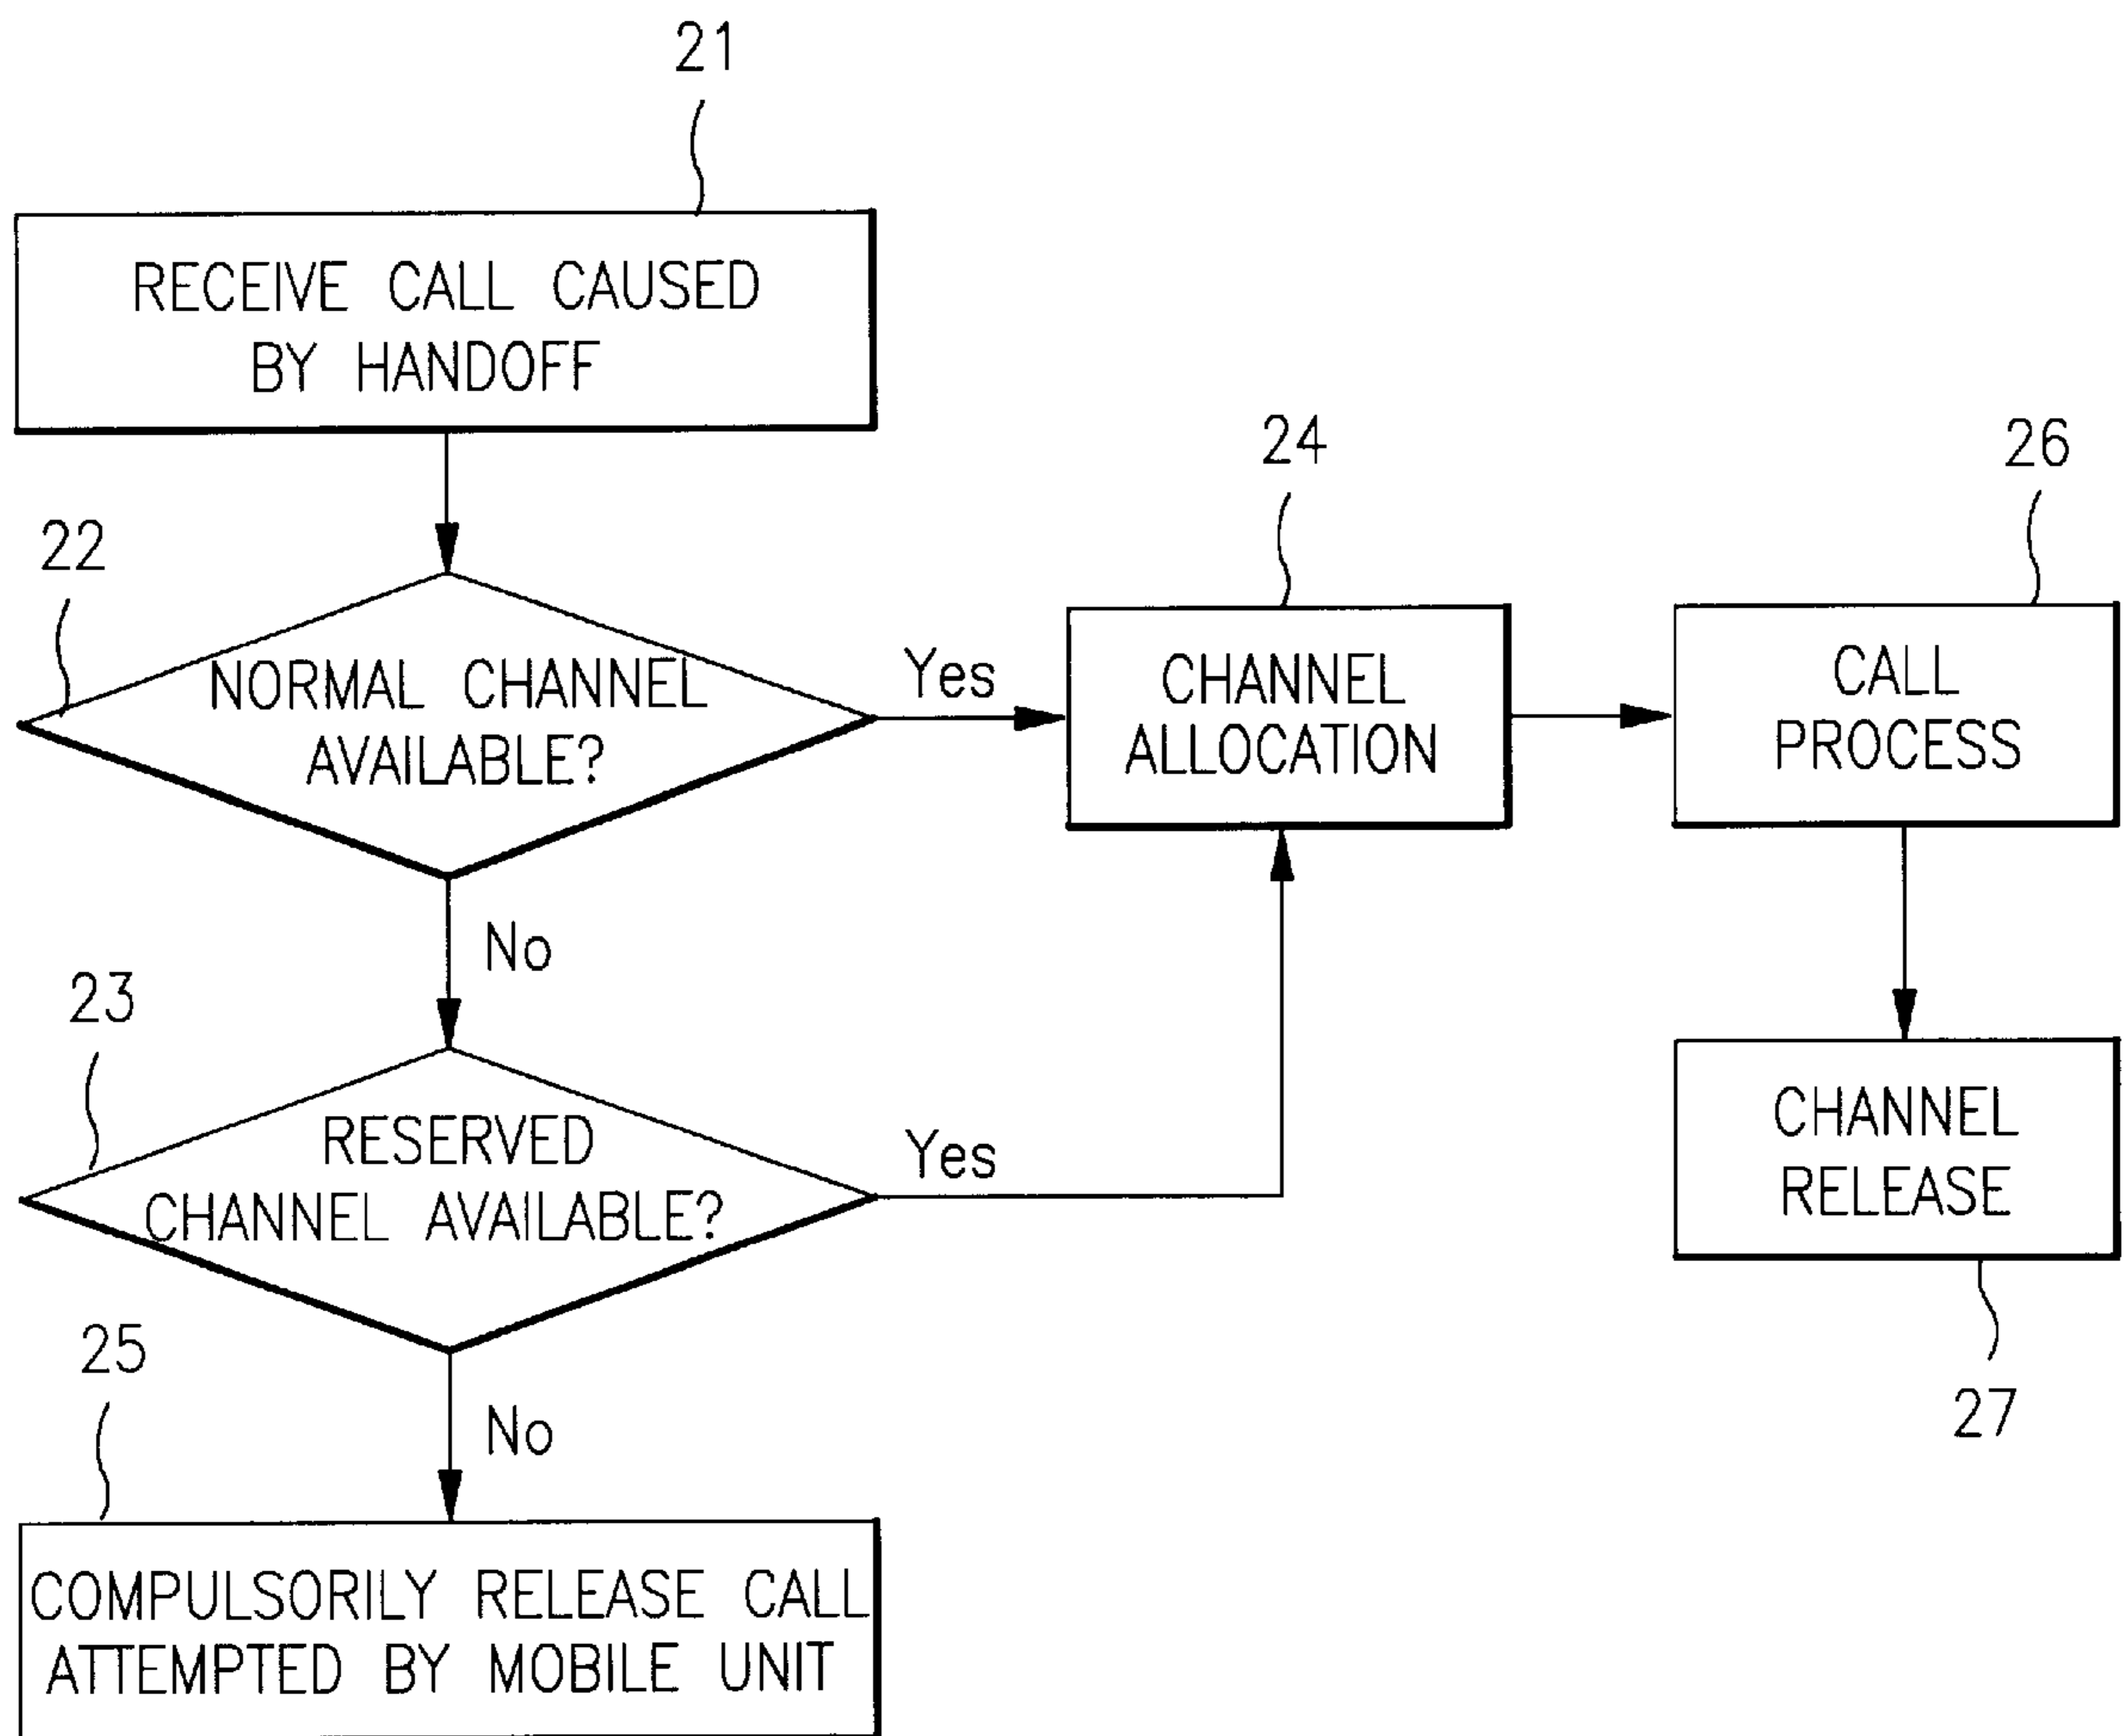 21
RECEIVE CALL CAUSED
BY HANDOFF
22
NORMAL CHANNEL
AVAILABLE?
Yes
No
24
CHANNEL
ALLOCATION
26
CALL
PROCESS
23
RESERVED
CHANNEL AVAILABLE?
Yes
No
CHANNEL
RELEASE
27
25
COMPULSORILY RELEASE CALL
ATTEMPTED BY MOBILE UNIT